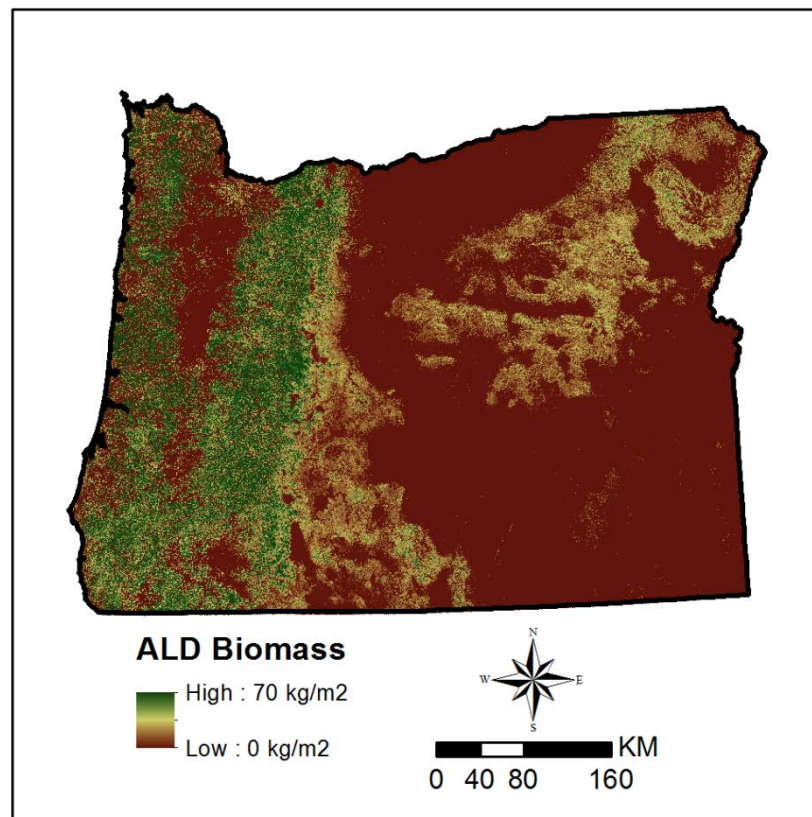 ALD Biomass
High : 70 kg/m2
Low : 0 kg/m2
N
W E
S
KM
0 40 80 160